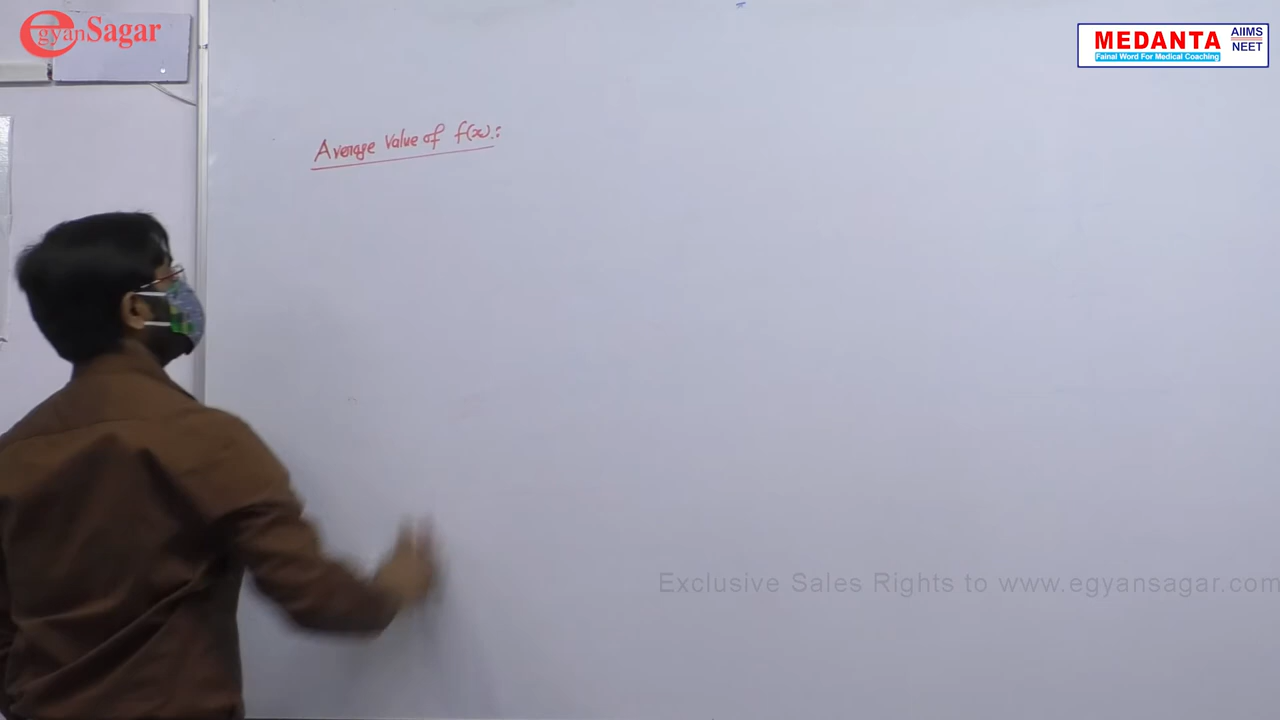 egyanSagar
MEDANTA
AIIMS
NEET
Fainal Word For Medical Coaching
Average Value of f(x):
Exclusive Sales Rights to www.egyansagar.com